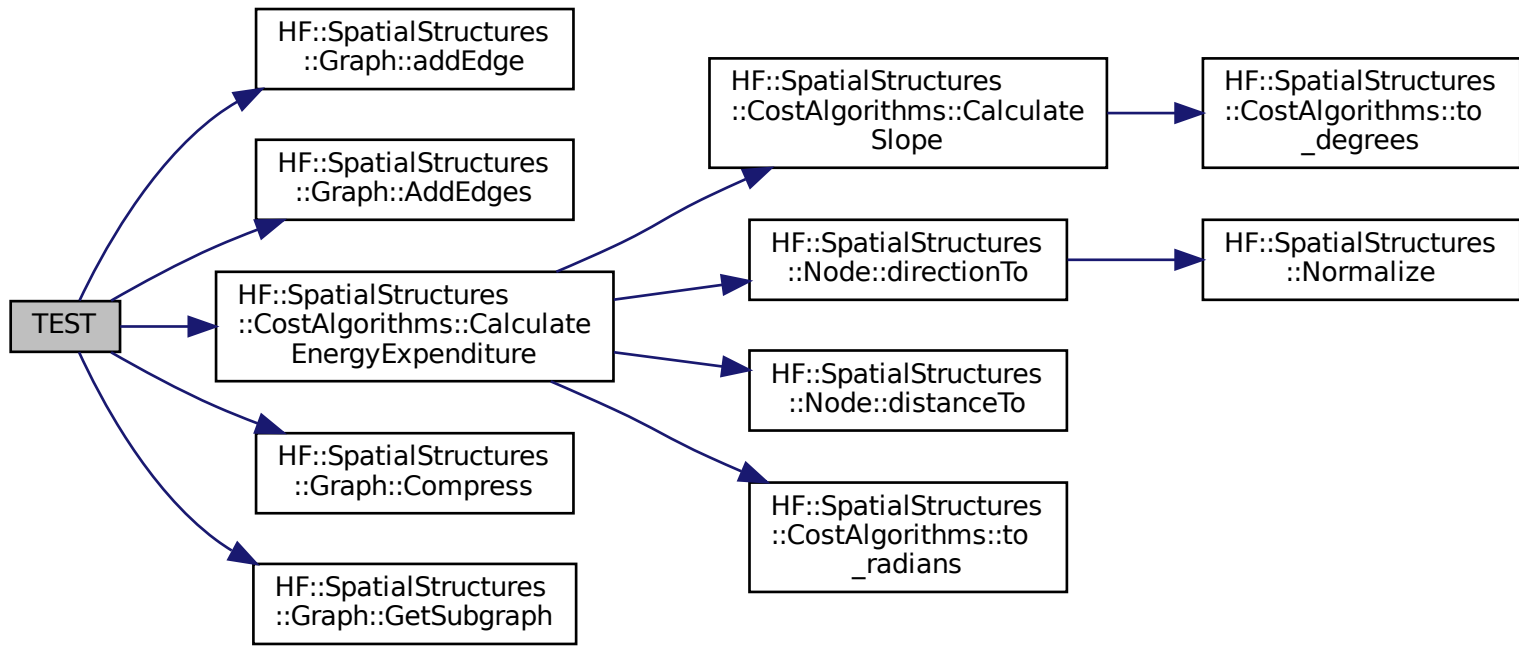 TEST
HF::SpatialStructures
::Graph::addEdge
HF::SpatialStructures
::Graph::AddEdges
HF::SpatialStructures
::CostAlgorithms::Calculate
EnergyExpenditure
HF::SpatialStructures
::Graph::Compress
HF::SpatialStructures
::Graph::GetSubgraph
HF::SpatialStructures
::CostAlgorithms::Calculate
Slope
HF::SpatialStructures
::Node::directionTo
HF::SpatialStructures
::Node::distanceTo
HF::SpatialStructures
::CostAlgorithms::to
_radians
HF::SpatialStructures
::CostAlgorithms::to
_degrees
HF::SpatialStructures
::Normalize